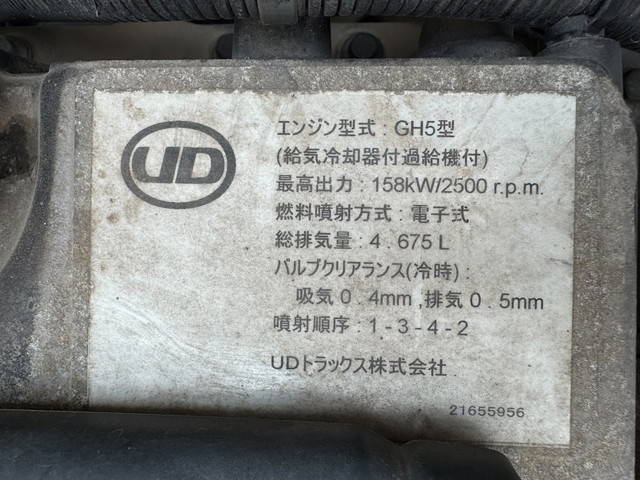 UD
エンジン型式 : GH5型
(給気冷却器付過給機付)
最高出力 : 158kW/2500 r.p.m.
燃料噴射方式 : 電子式
総排気量 : 4 . 675 L
バルブクリアランス(冷時) :
吸気 0 . 4mm ,排気 0 . 5mm
噴射順序 : 1 - 3 - 4 - 2
UDトラックス株式会社
21655956